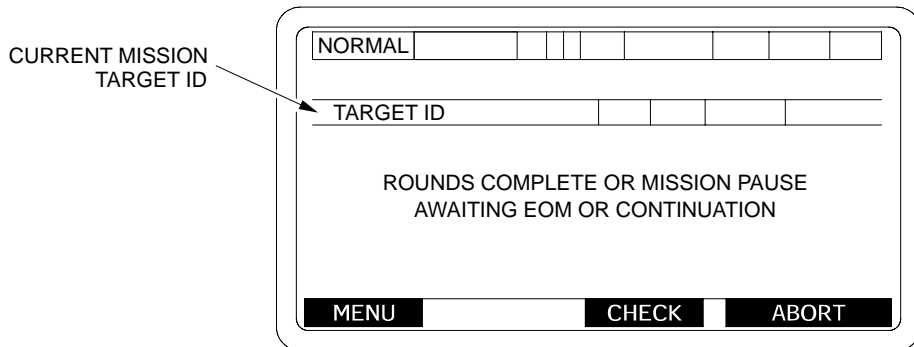 CURRENT MISSION
TARGET ID
NORMAL
TARGET ID
ROUNDS COMPLETE OR MISSION PAUSE
AWAITING EOM OR CONTINUATION
MENU CHECK ABORT